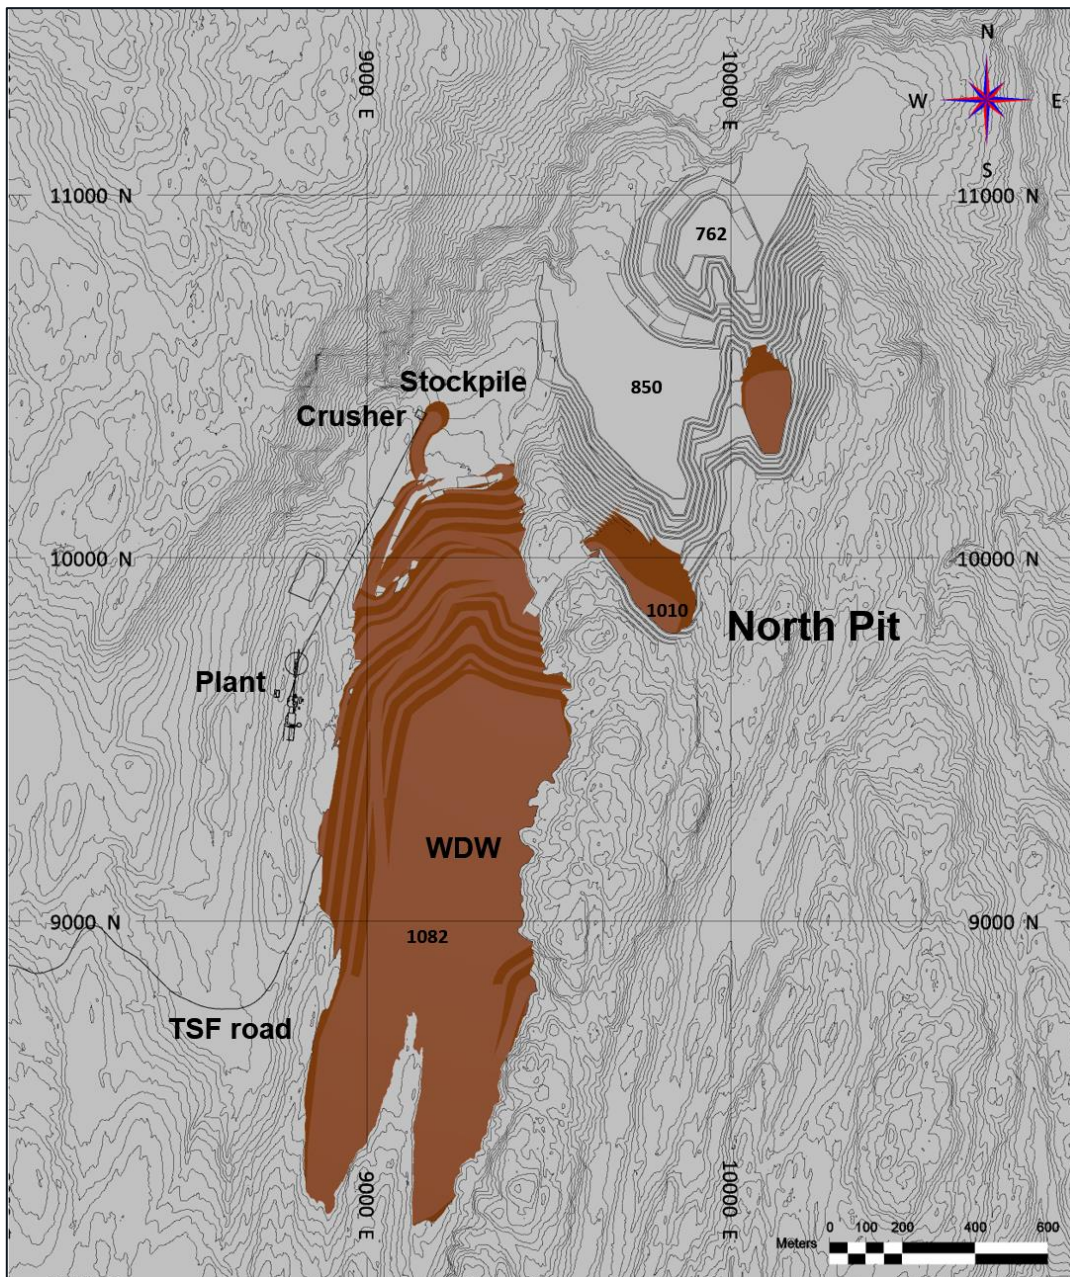 N
W E
S
9000 E
10000 E
11000 N
11000 N
762
850
Stockpile
Crusher
10000 N
10000 N
1010
North Pit
Plant
WDW
9000 N
9000 N
1082
TSF road
9000 E
10000 E
0 100 200 400 600
Meters